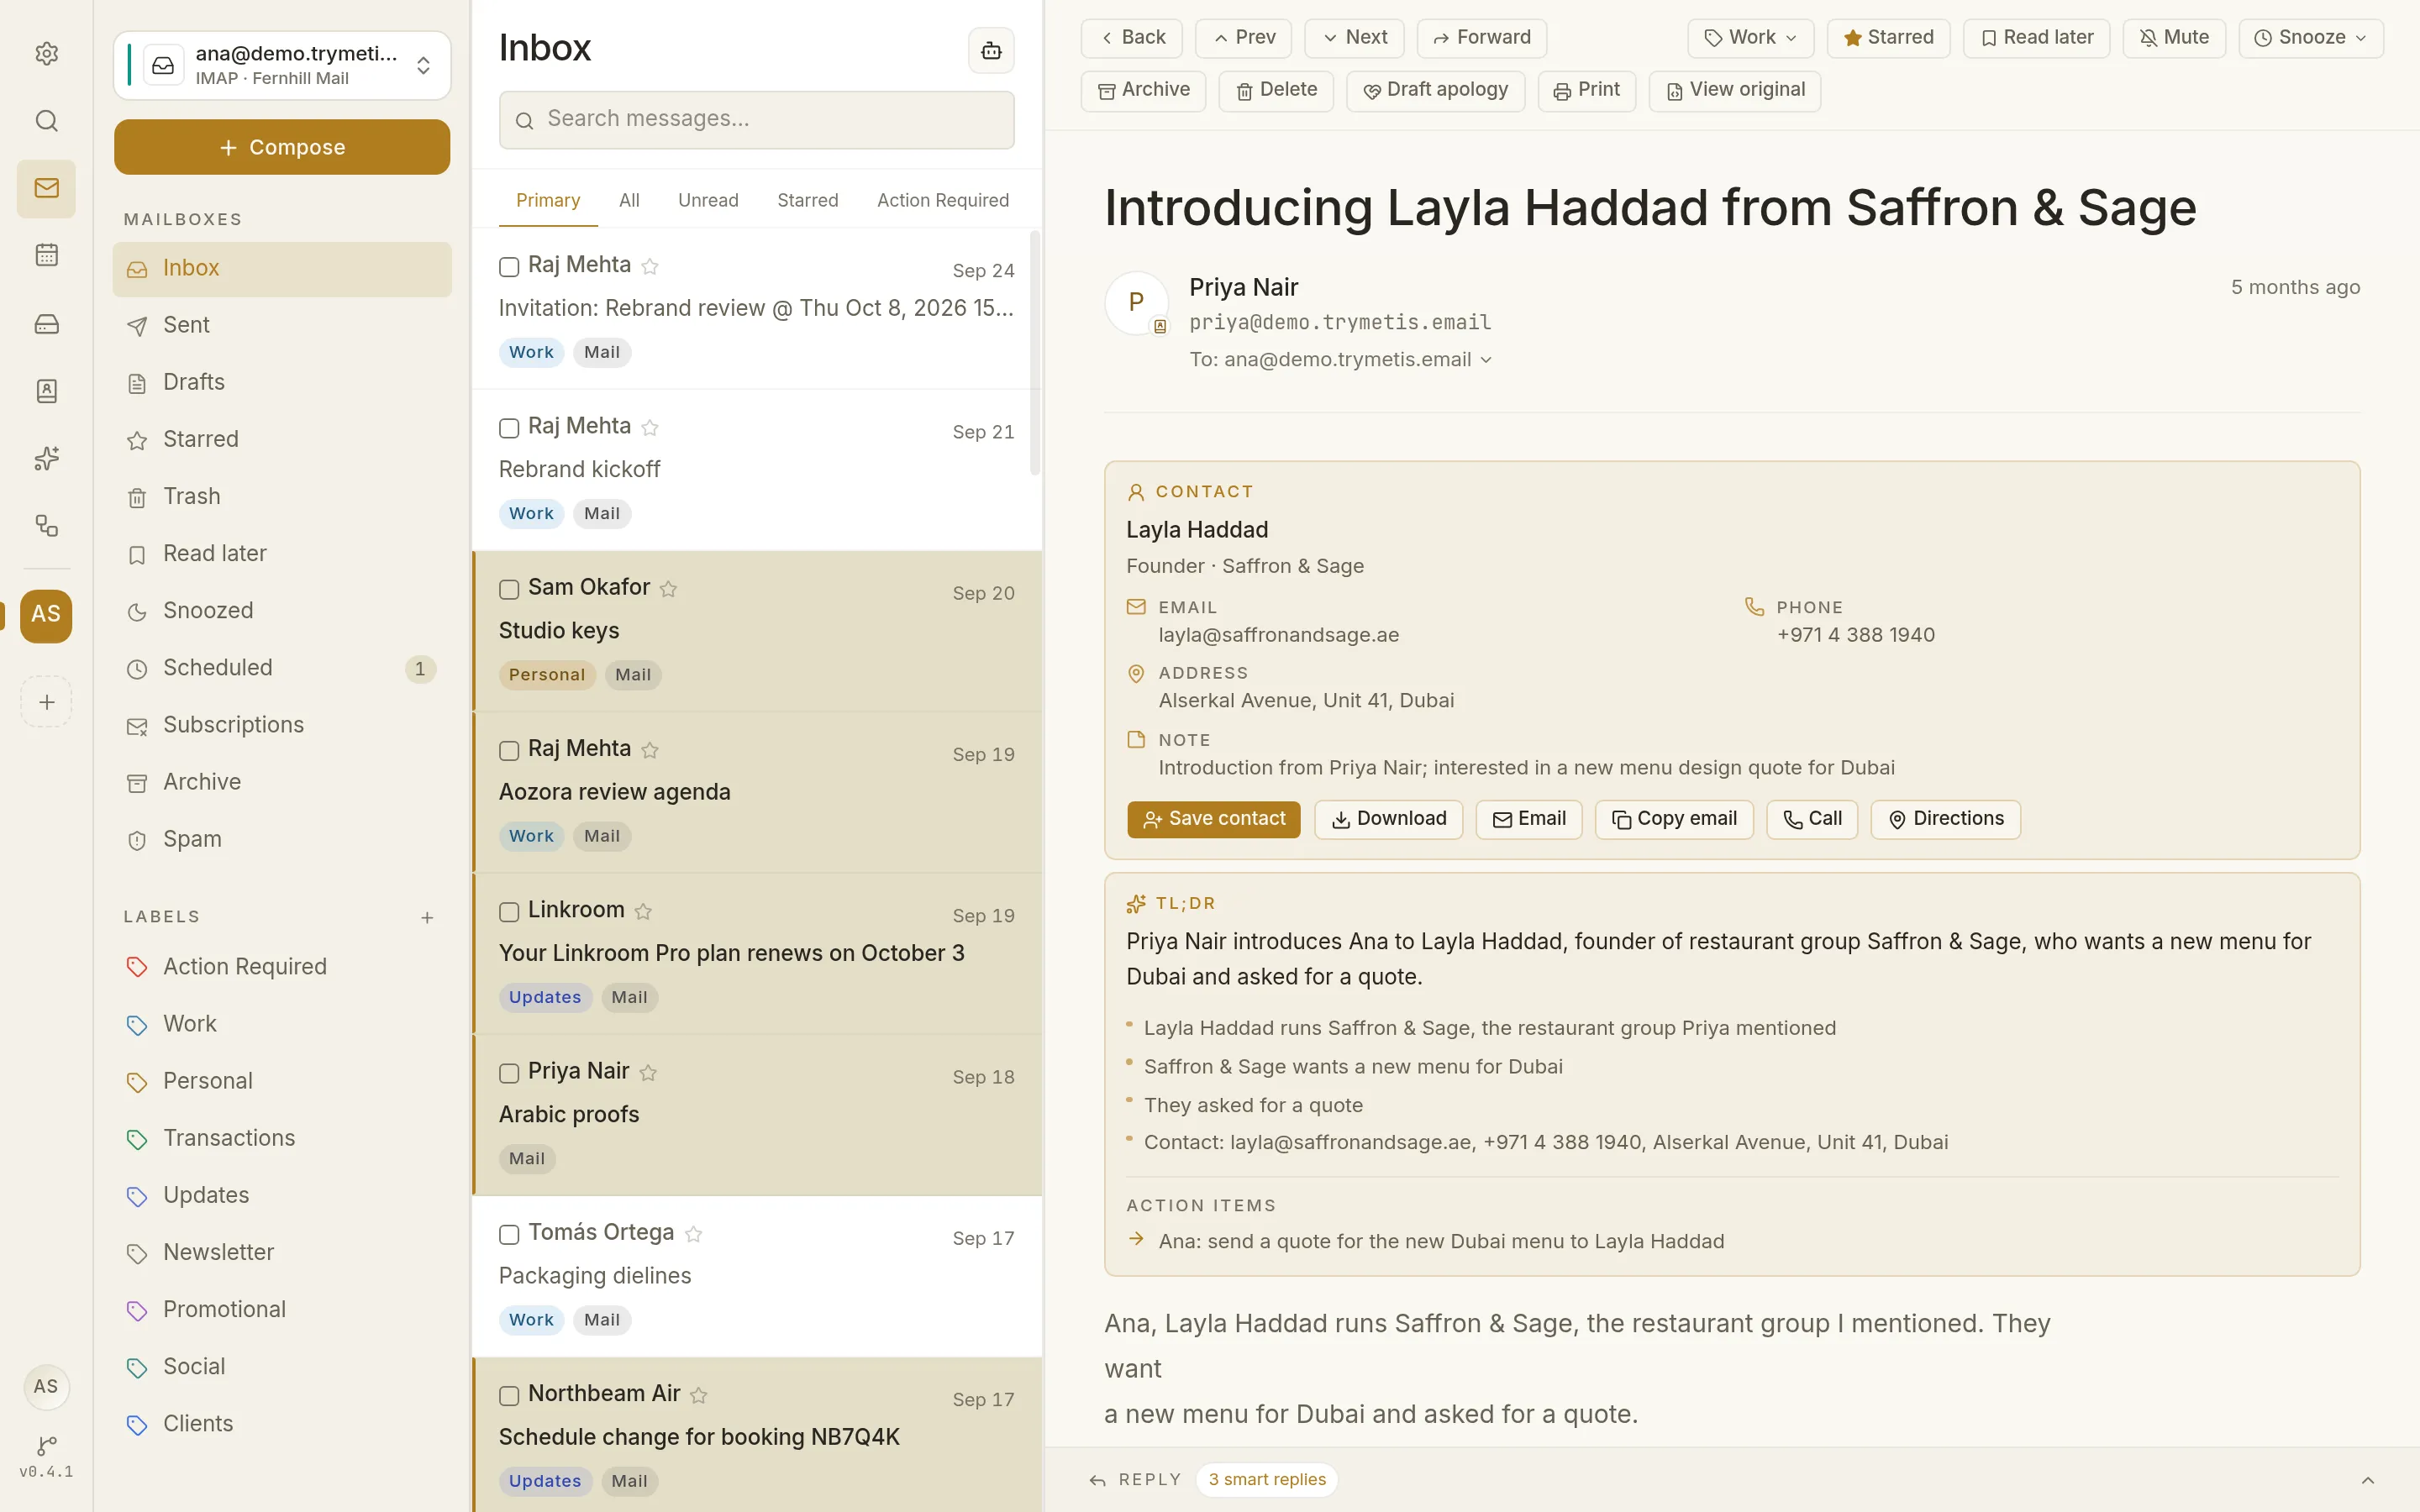 ana@demo.trymeti...
IMAP · Fernhill Mail
Compose
MAILBOXES
Inbox
Sent
Drafts
Starred
Trash
Read later
Snoozed
Scheduled
1
Subscriptions
Archive
Spam
LABELS
Action Required
Work
Personal
Transactions
Updates
Newsletter
Promotional
Social
Clients
AS
AS
v0.4.1
Inbox
Search messages...
Primary
All
Unread
Starred
Action Required
Raj Mehta
Sep 24
Invitation: Rebrand review @ Thu Oct 8, 2026 15...
Work
Mail
Raj Mehta
Sep 21
Rebrand kickoff
Work
Mail
Sam Okafor
Sep 20
Studio keys
Personal
Mail
Raj Mehta
Sep 19
Aozora review agenda
Work
Mail
Linkroom
Sep 19
Your Linkroom Pro plan renews on October 3
Updates
Mail
Priya Nair
Sep 18
Arabic proofs
Mail
Tomás Ortega
Sep 17
Packaging dielines
Work
Mail
Northbeam Air
Sep 17
Schedule change for booking NB7Q4K
Updates
Mail
Back
Prev
Next
Forward
Work
Starred
Read later
Mute
Snooze
Archive
Delete
Draft apology
Print
View original
Introducing Layla Haddad from Saffron & Sage
P
Priya Nair
5 months ago
priya@demo.trymetis.email
To: ana@demo.trymetis.email
CONTACT
Layla Haddad
Founder · Saffron & Sage
EMAIL
layla@saffronandsage.ae
PHONE
+971 4 388 1940
ADDRESS
Alserkal Avenue, Unit 41, Dubai
NOTE
Introduction from Priya Nair; interested in a new menu design quote for Dubai
Save contact
Download
Email
Copy email
Call
Directions
TL;DR
Priya Nair introduces Ana to Layla Haddad, founder of restaurant group Saffron & Sage, who wants a new menu for
Dubai and asked for a quote.
Layla Haddad runs Saffron & Sage, the restaurant group Priya mentioned
Saffron & Sage wants a new menu for Dubai
They asked for a quote
Contact: layla@saffronandsage.ae, +971 4 388 1940, Alserkal Avenue, Unit 41, Dubai
ACTION ITEMS
Ana: send a quote for the new Dubai menu to Layla Haddad
Ana, Layla Haddad runs Saffron & Sage, the restaurant group I mentioned. They
want
a new menu for Dubai and asked for a quote.
REPLY
3 smart replies